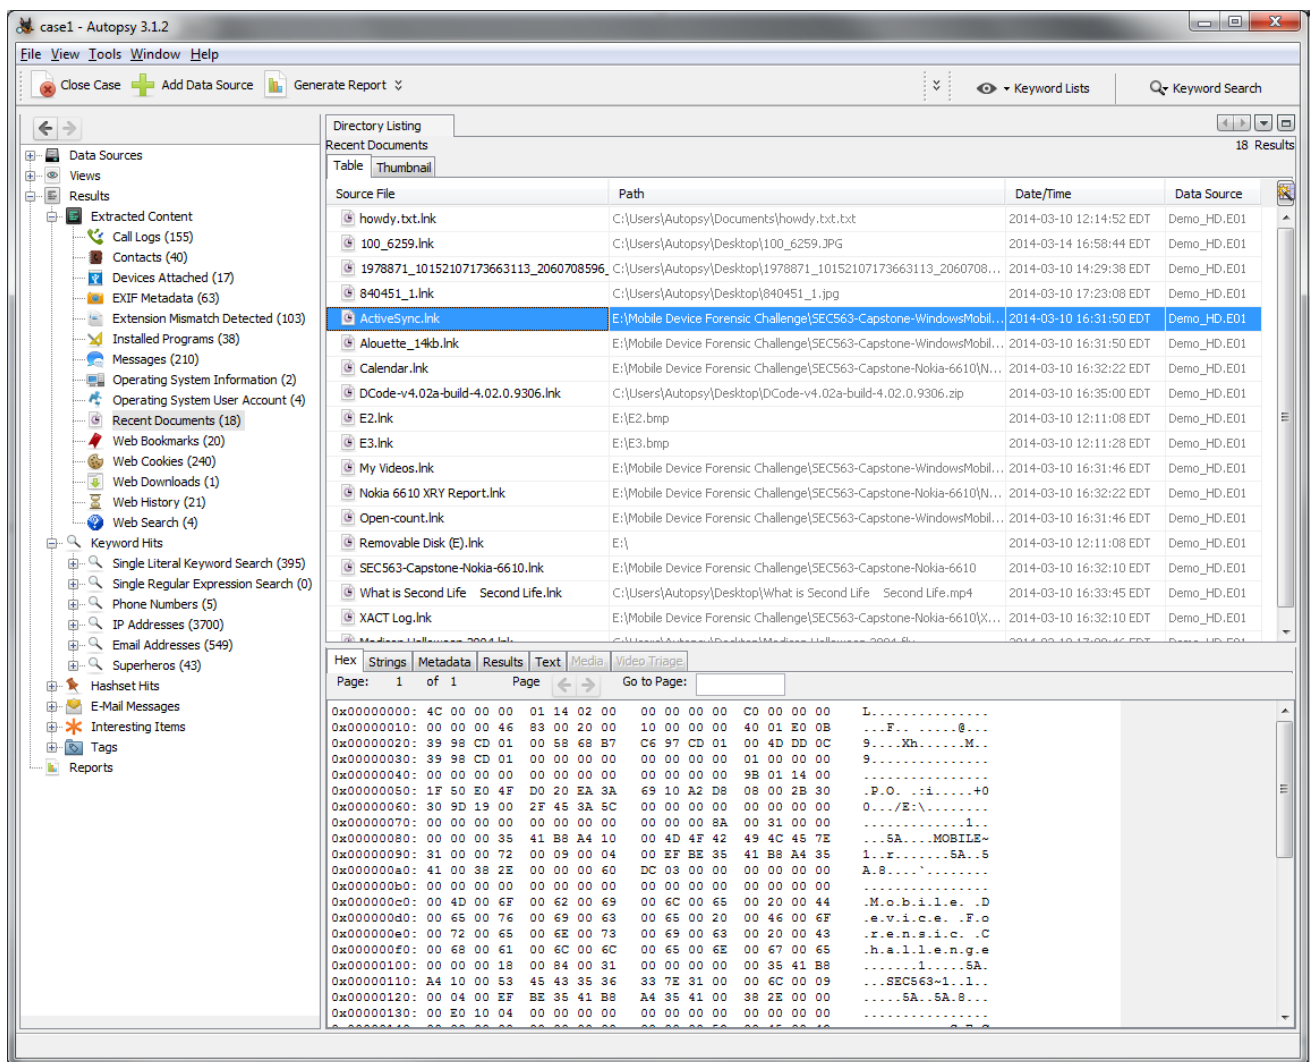 case1 - Autopsy 3.1.2
File View Tools Window Help
Close Case Add Data Source Generate Report Keyword Lists Keyword Search
Data Sources
Views
Results
Extracted Content
Call Logs (155)
Contacts (40)
Devices Attached (17)
EXIF Metadata (63)
Extension Mismatch Detected (103)
Installed Programs (38)
Messages (210)
Operating System Information (2)
Operating System User Account (4)
Recent Documents (18)
Web Bookmarks (20)
Web Cookies (240)
Web Downloads (1)
Web History (21)
Web Search (4)
Keyword Hits
Single Literal Keyword Search (395)
Single Regular Expression Search (0)
Phone Numbers (5)
IP Addresses (3700)
Email Addresses (549)
Superheros (43)
Hashset Hits
E-Mail Messages
Interesting Items
Tags
Reports
Directory Listing
Recent Documents 18 Results
Table Thumbnail
Source File Path Date/Time Data Source
howdy.txt.lnk C:\Users\Autopsy\Documents\howdy.txt.txt 2014-03-10 12:14:52 EDT Demo_HD.E01
100_6259.lnk C:\Users\Autopsy\Desktop\100_6259.JPG 2014-03-14 16:58:44 EDT Demo_HD.E01
1978871_10152107173663113_2060708596_ C:\Users\Autopsy\Desktop\1978871_10152107173663113_2060708... 2014-03-10 14:29:38 EDT Demo_HD.E01
840451_1.lnk C:\Users\Autopsy\Desktop\840451_1.jpg 2014-03-10 17:23:08 EDT Demo_HD.E01
ActiveSync.lnk E:\Mobile Device Forensic Challenge\SEC563-Capstone-WindowsMobil... 2014-03-10 16:31:50 EDT Demo_HD.E01
Alouette_14kb.lnk E:\Mobile Device Forensic Challenge\SEC563-Capstone-WindowsMobil... 2014-03-10 16:31:50 EDT Demo_HD.E01
Calendar.lnk E:\Mobile Device Forensic Challenge\SEC563-Capstone-Nokia-6610\N... 2014-03-10 16:32:22 EDT Demo_HD.E01
DCode-v4.02a-build-4.02.0.9306.lnk C:\Users\Autopsy\Desktop\DCode-v4.02a-build-4.02.0.9306.zip 2014-03-10 16:35:00 EDT Demo_HD.E01
E2.lnk E:\E2.bmp 2014-03-10 12:11:08 EDT Demo_HD.E01
E3.lnk E:\E3.bmp 2014-03-10 12:11:28 EDT Demo_HD.E01
My Videos.lnk E:\Mobile Device Forensic Challenge\SEC563-Capstone-WindowsMobil... 2014-03-10 16:31:46 EDT Demo_HD.E01
Nokia 6610 XRY Report.lnk E:\Mobile Device Forensic Challenge\SEC563-Capstone-Nokia-6610\N... 2014-03-10 16:32:22 EDT Demo_HD.E01
Open-count.lnk E:\Mobile Device Forensic Challenge\SEC563-Capstone-WindowsMobil... 2014-03-10 16:31:46 EDT Demo_HD.E01
Removable Disk (E).lnk E:\ 2014-03-10 12:11:08 EDT Demo_HD.E01
SEC563-Capstone-Nokia-6610.lnk E:\Mobile Device Forensic Challenge\SEC563-Capstone-Nokia-6610 2014-03-10 16:32:10 EDT Demo_HD.E01
What is Second Life Second Life.lnk C:\Users\Autopsy\Desktop\What is Second Life Second Life.mp4 2014-03-10 16:33:45 EDT Demo_HD.E01
XACT Log.lnk E:\Mobile Device Forensic Challenge\SEC563-Capstone-Nokia-6610\X... 2014-03-10 16:32:10 EDT Demo_HD.E01
Hex Strings Metadata Results Text Media Video Triage
Page: 1 of 1 Page Go to Page:
0x00000000: 4C 00 00 00 01 14 02 00 00 00 00 00 C0 00 00 00 L...............
0x00000010: 00 00 00 46 83 00 20 00 10 00 00 00 40 01 E0 0B ...F.. .....@...
0x00000020: 39 98 CD 01 00 58 68 B7 C6 97 CD 01 00 4D DD 0C 9....Xh......M..
0x00000030: 39 98 CD 01 00 00 00 00 00 00 00 00 01 00 00 00 9...............
0x00000040: 00 00 00 00 00 00 00 00 00 00 00 00 9B 01 14 00 ................
0x00000050: 1F 50 E0 4F D0 20 EA 3A 69 10 A2 D8 08 00 2B 30 .P.O. .:i.....+0
0x00000060: 30 9D 19 00 2F 45 3A 5C 00 00 00 00 00 00 00 00 0.../E:\........
0x00000070: 00 00 00 00 00 00 00 00 00 00 00 8A 00 31 00 00 .............1..
0x00000080: 00 00 00 35 41 B8 A4 10 00 4D 4F 42 49 4C 45 7E ...5A....MOBILE~
0x00000090: 31 00 00 72 00 09 00 04 00 EF BE 35 41 B8 A4 35 1..r.......5A..5
0x000000a0: 41 00 38 2E 00 00 00 60 DC 03 00 00 00 00 00 00 A.8....`........
0x000000b0: 00 00 00 00 00 00 00 00 00 00 00 00 00 00 00 00 ................
0x000000c0: 00 4D 00 6F 00 62 00 69 00 6C 00 65 00 20 00 44 .M.o.b.i.l.e. .D
0x000000d0: 00 65 00 76 00 69 00 63 00 65 00 20 00 46 00 6F .e.v.i.c.e. .F.o
0x000000e0: 00 72 00 65 00 6E 00 73 00 69 00 63 00 20 00 43 .r.e.n.s.i.c. .C
0x000000f0: 00 68 00 61 00 6C 00 6C 00 65 00 6E 00 67 00 65 .h.a.l.l.e.n.g.e
0x00000100: 00 00 00 18 00 84 00 31 00 00 00 00 00 35 41 B8 .......1.....5A.
0x00000110: A4 10 00 53 45 43 35 36 33 7E 31 00 00 6C 00 09 ...SEC563~1..l..
0x00000120: 00 04 00 EF BE 35 41 B8 A4 35 41 00 38 2E 00 00 .....5A..5A.8...
0x00000130: 00 E0 10 04 00 00 00 00 00 00 00 00 00 00 00 00 ................